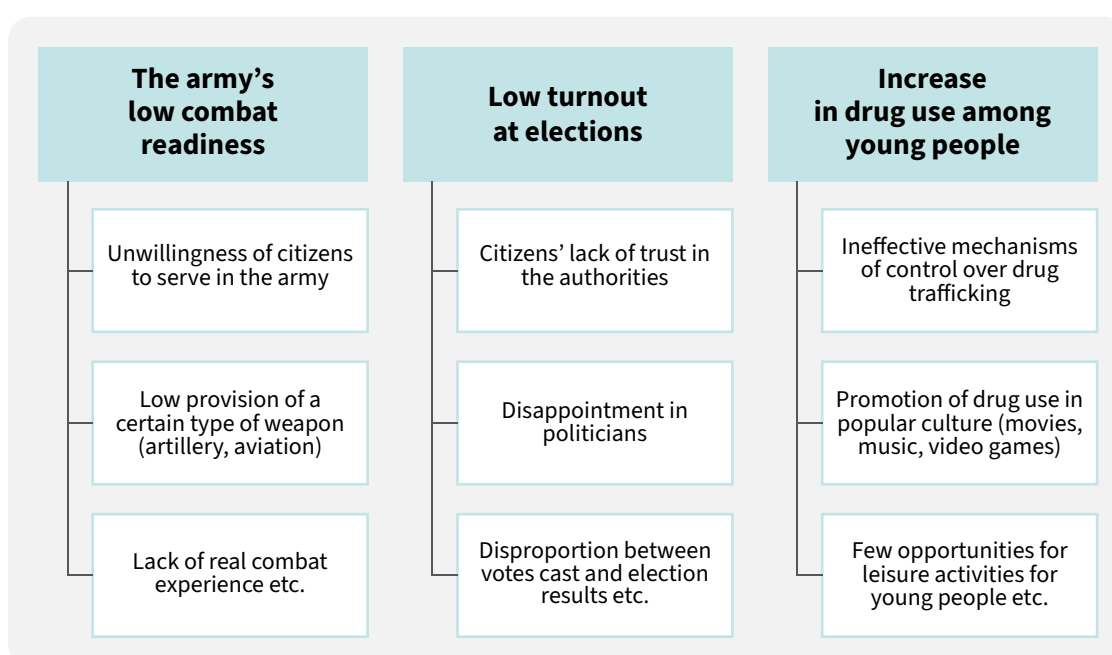 The army’s
low combat
readiness
Unwillingness of citizens
to serve in the army
Low provision of a
certain type of weapon
(artillery, aviation)
Lack of real combat
experience etc.
Low turnout
at elections
Citizens’ lack of trust in
the authorities
Disappointment in
politicians
Disproportion between
votes cast and election
results etc.
Increase
in drug use among
young people
Ineffective mechanisms
of control over drug
trafficking
Promotion of drug use in
popular culture (movies,
music, video games)
Few opportunities for
leisure activities for
young people etc.